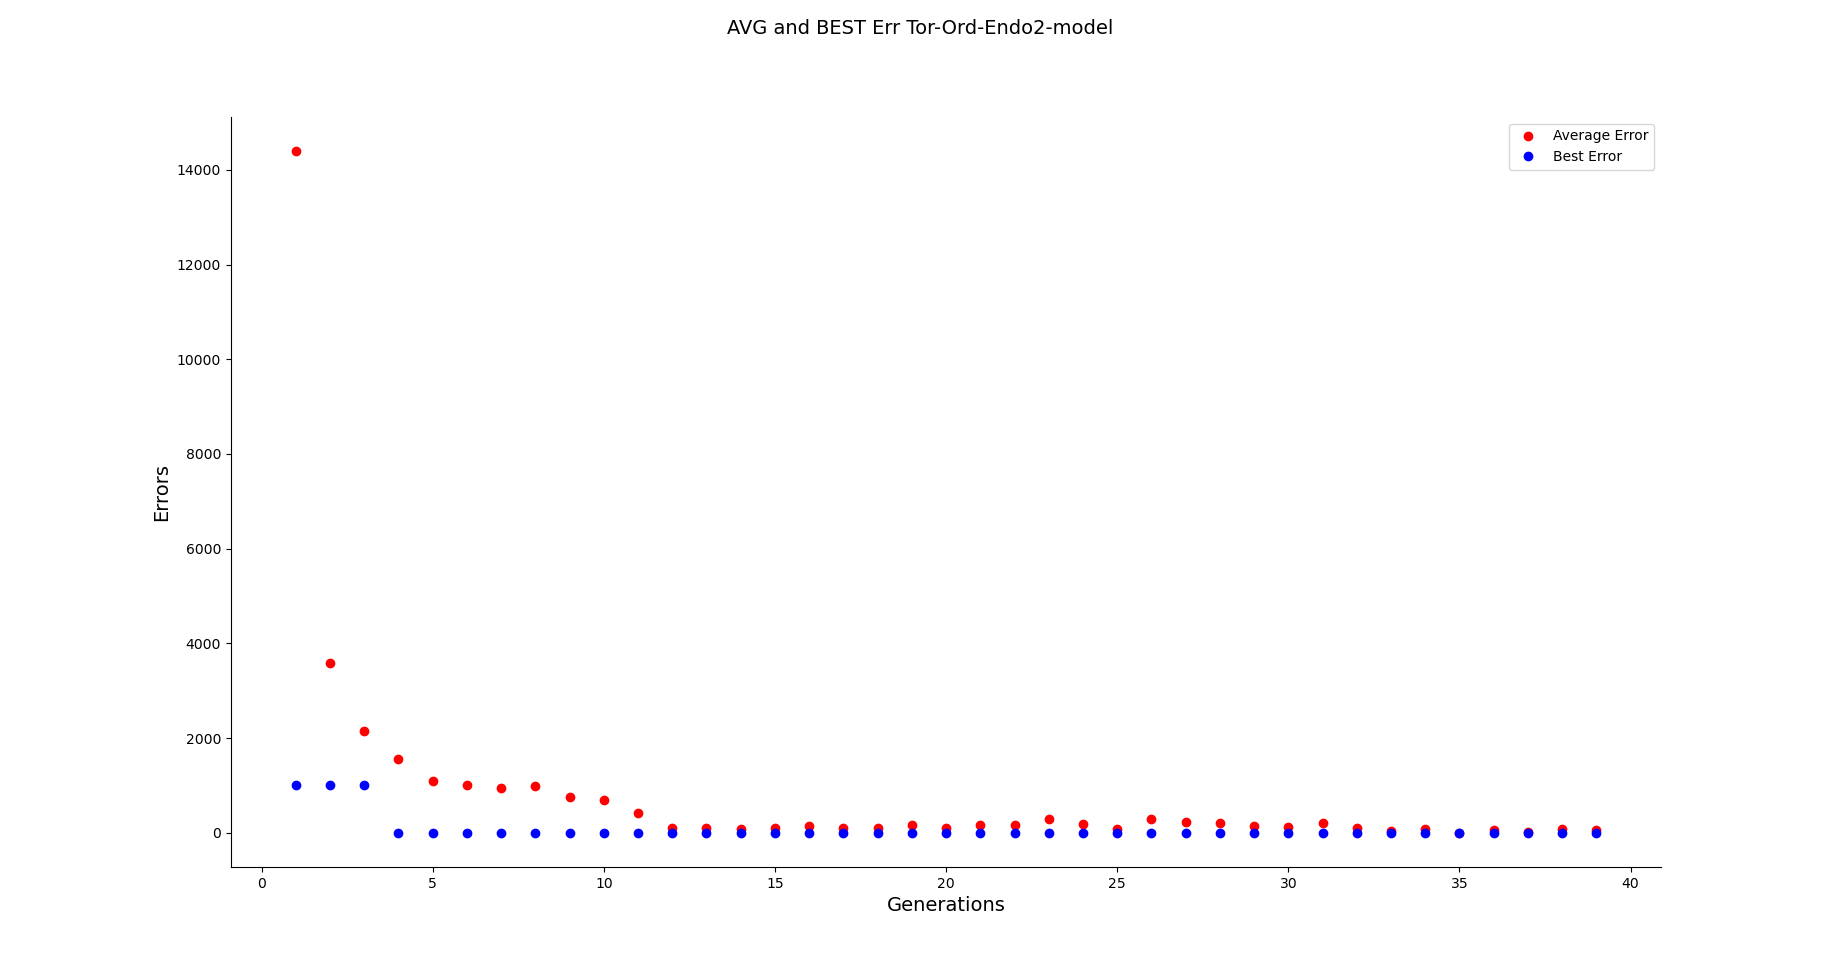 AVG and BEST Err Tor-Ord-Endo2-model
Average Error
Best Error
14000
12000
10000
8000
6000
4000
2000
0
Errors
0 5 10 15 20 25 30 35 40
Generations